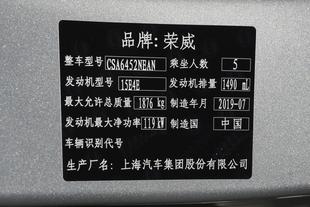 品牌:荣威
整车型号 CSA6452NEAN 乘坐人数 5
发动机型号 15E4E 发动机排量 1490 mL
最大允许总质量 1876 kg 制造年月 2019-07
发动机最大净功率 119 kW 制造国 中国
车辆识别代号
生产厂名: 上海汽车集团股份有限公司